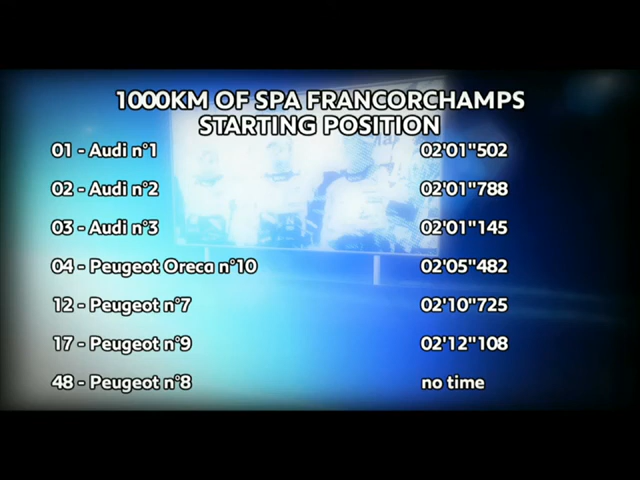 1000KM OF SPA FRANCORCHAMPS
STARTING POSITION
01 - Audi n°1 02'01"502
02 - Audi n°2 02'01"788
03 - Audi n°3 02'01"145
04 - Peugeot Oreca n°10 02'05"482
12 - Peugeot n°7 02'10"725
17 - Peugeot n°9 02'12"108
48 - Peugeot n°8 no time